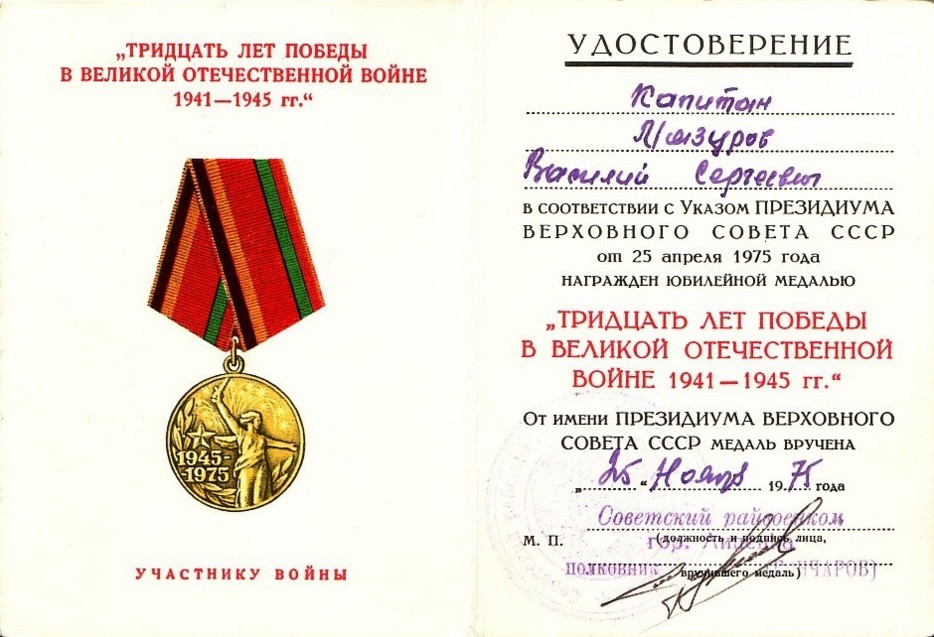 „ТРИДЦАТЬ ЛЕТ ПОБЕДЫ
В ВЕЛИКОЙ ОТЕЧЕСТВЕННОЙ ВОЙНЕ
1941—1945 гг.“
1945-
-1975
УЧАСТНИКУ ВОЙНЫ
УДОСТОВЕРЕНИЕ
Капитан
Мазуров
Василий Сергеевич
в соответствии с Указом ПРЕЗИДИУМА
ВЕРХОВНОГО СОВЕТА СССР
от 25 апреля 1975 года
награжден юбилейной медалью
„ТРИДЦАТЬ ЛЕТ ПОБЕДЫ
В ВЕЛИКОЙ ОТЕЧЕСТВЕННОЙ
ВОЙНЕ 1941—1945 гг.“
От имени ПРЕЗИДИУМА ВЕРХОВНОГО
СОВЕТА СССР медаль вручена
„25“ Ноября 1975 года
Советский райвоенком
М. П. (должность и подпись лица,
гор.
полковник вручившего медаль)